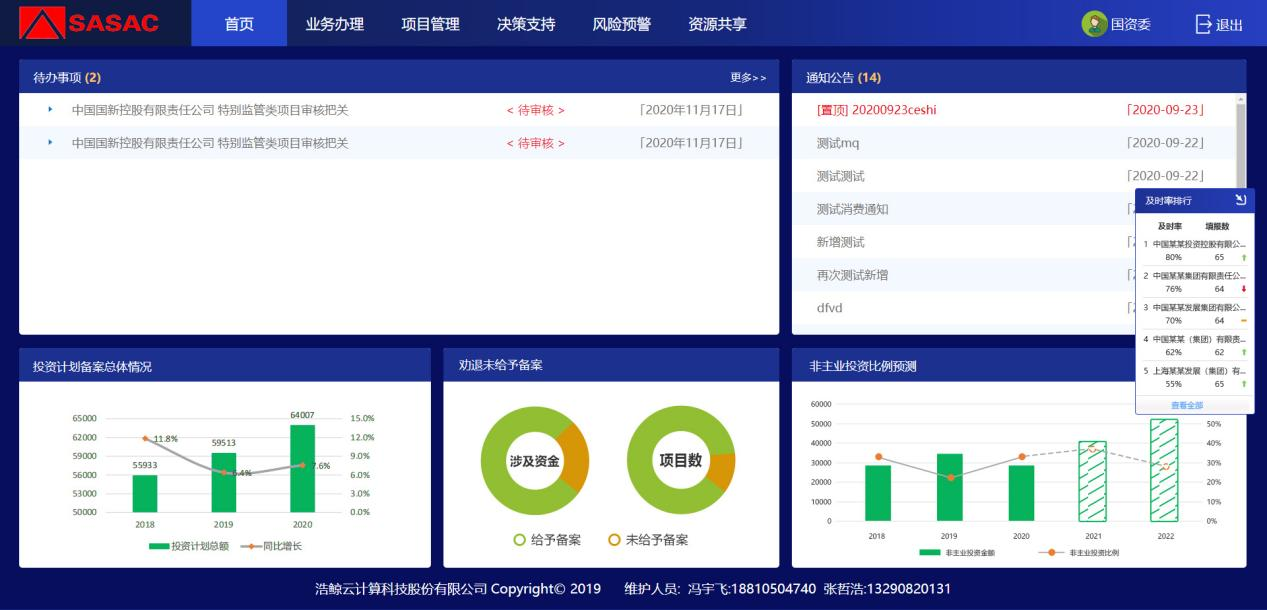 SASAC 首页 业务办理 项目管理 决策支持 风险预警 资源共享 国资委 退出
待办事项 (2) 更多>>
中国国新控股有限责任公司 特别监管类项目审核把关 < 待审核 > 「2020年11月17日」
中国国新控股有限责任公司 特别监管类项目审核把关 < 待审核 > 「2020年11月17日」
通知公告 (14)
[置顶] 20200923ceshi 「2020-09-23」
测试mq 「2020-09-22」
测试测试 「2020-09-22」
测试消费通知 「2
新增测试 「2
再次测试新增 「2
dfvd 「2
及时率排行
及时率 填报数
1 中国某某投资控股有限公...
80% 65
2 中国某某集团有限责任公...
76% 64
3 中国某某发展集团有限公...
70% 64
4 中国某某（集团）有限责...
62% 62
5 上海某某发展（集团）有...
55% 65
查看全部
投资计划备案总体情况
65000 62000 59000 56000 53000 50000
15.0% 12.0% 9.0% 6.0% 3.0% 0.0%
55933 59513 64007
11.8% 6.4% 7.6%
2018 2019 2020
投资计划总额 同比增长
劝退未给予备案
涉及资金 项目数
给予备案 未给予备案
非主业投资比例预测
60000 50000 40000 30000 20000 10000 0
50% 40% 30% 20% 10% 0%
2018 2019 2020 2021 2022
非主业投资金额 非主业投资比例
浩鲸云计算科技股份有限公司 Copyright© 2019 维护人员: 冯宇飞:18810504740 张哲浩:13290820131